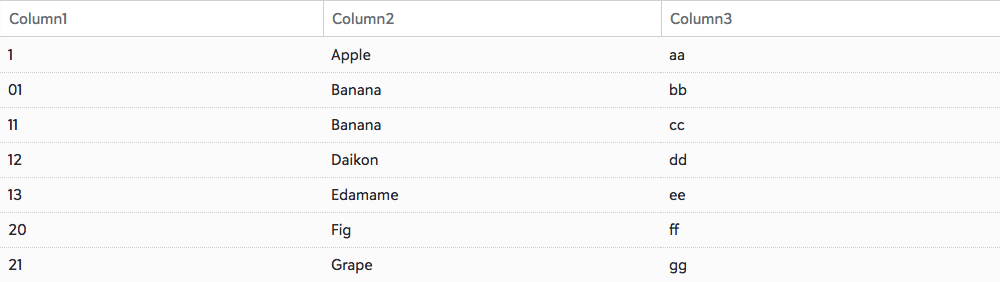 Column1 Column2 Column3
1 Apple aa
01 Banana bb
11 Banana cc
12 Daikon dd
13 Edamame ee
20 Fig ff
21 Grape gg